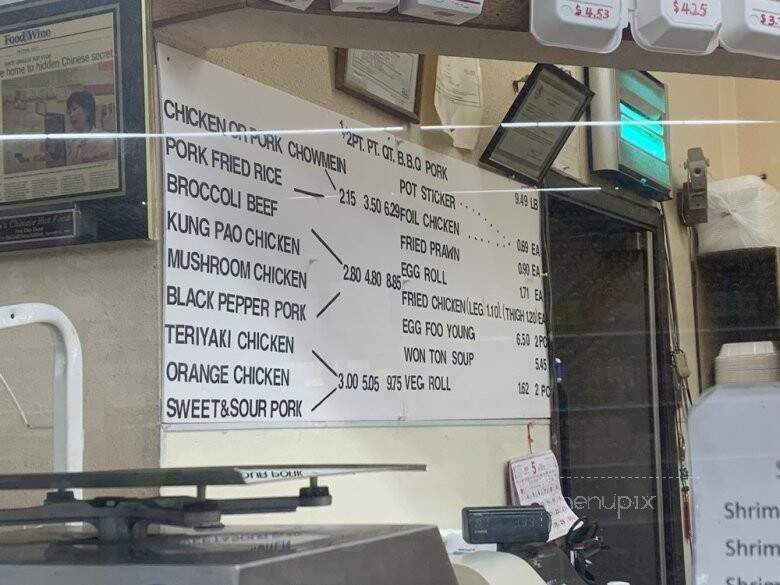 Food&Wine
e home to hidden Chinese secret
$4.53
$4.25
$3.
1/2PT. PT. QT.
CHICKEN OR PORK CHOWMEIN
PORK FRIED RICE
2.15 3.50 6.29
BROCCOLI BEEF
KUNG PAO CHICKEN
MUSHROOM CHICKEN
2.80 4.80 8.85
BLACK PEPPER PORK
TERIYAKI CHICKEN
ORANGE CHICKEN
3.00 5.05 9.75
SWEET&SOUR PORK
B.B.Q PORK 9.49 LB
POT STICKER
FOIL CHICKEN 0.69 EA
FRIED PRAWN 0.90 EA
EGG ROLL 1.71 EA
FRIED CHICKEN (LEG 1.10). (THIGH 1.20) EA
EGG FOO YOUNG 6.50 2 PC
WON TON SOUP 5.45
VEG ROLL 1.62 2 PC
5
menupix
Shrim
Shrim